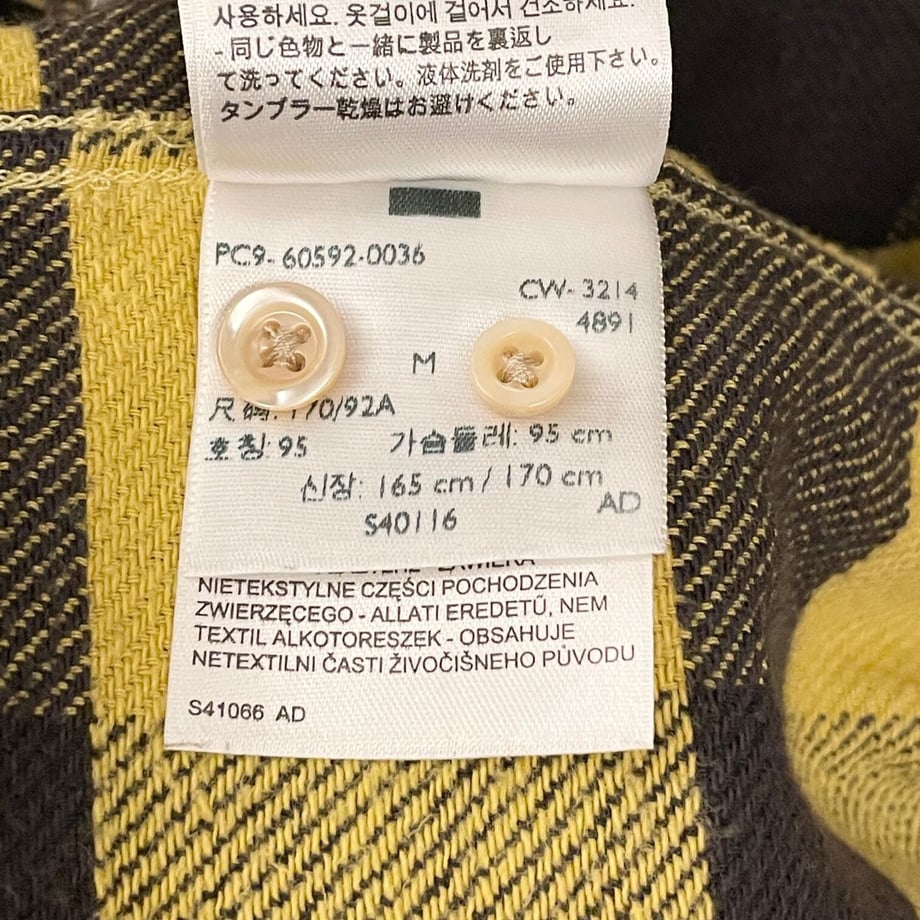 사용하세요. 옷걸이에 걸어서 건조하세요.
- 同じ色物と一緒に製品を裏返し
て洗ってください。液体洗剤をご使用下さい。
タンブラー乾燥はお避けください。
PC9- 60592-0036
CVV- 3214
4891
M
尺碼: 170/92A
호칭: 95 가슴둘레: 95 cm
신장: 165 cm / 170 cm
AD
S40116
NIETEKSTYLNE CZĘŚCI POCHODZENIA
ZWIERZĘCEGO - ALLATI EREDETŰ, NEM
TEXTIL ALKOTORESZEK - OBSAHUJE
NETEXTILNÍ ČASTI ŽIVOČIŠNEHO PŮVODU
S41066 AD